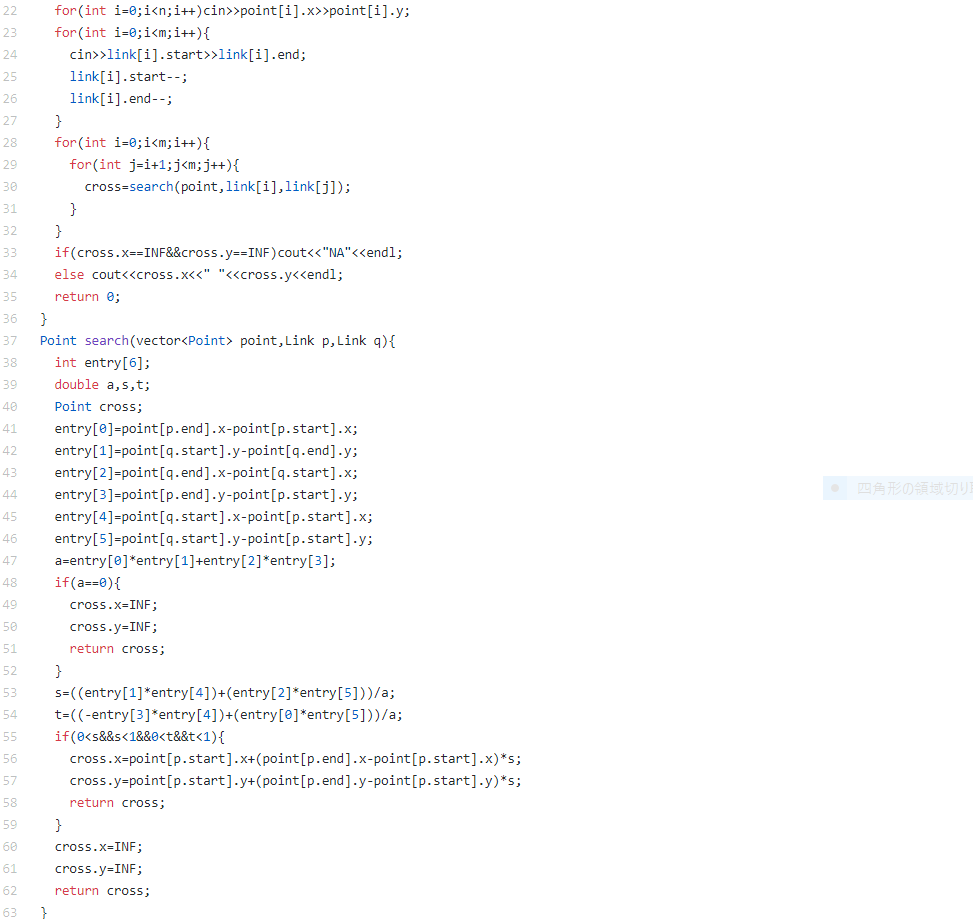 22 for(int i=0;i<n;i++)cin>>point[i].x>>point[i].y;
23 for(int i=0;i<m;i++){
24 cin>>link[i].start>>link[i].end;
25 link[i].start--;
26 link[i].end--;
27 }
28 for(int i=0;i<m;i++){
29 for(int j=i+1;j<m;j++){
30 cross=search(point,link[i],link[j]);
31 }
32 }
33 if(cross.x==INF&&cross.y==INF)cout<<"NA"<<endl;
34 else cout<<cross.x<<" "<<cross.y<<endl;
35 return 0;
36 }
37 Point search(vector<Point> point,Link p,Link q){
38 int entry[6];
39 double a,s,t;
40 Point cross;
41 entry[0]=point[p.end].x-point[p.start].x;
42 entry[1]=point[q.start].y-point[q.end].y;
43 entry[2]=point[q.end].x-point[q.start].x;
44 entry[3]=point[p.end].y-point[p.start].y;
45 entry[4]=point[q.start].x-point[p.start].x;
46 entry[5]=point[q.start].y-point[p.start].y;
47 a=entry[0]*entry[1]+entry[2]*entry[3];
48 if(a==0){
49 cross.x=INF;
50 cross.y=INF;
51 return cross;
52 }
53 s=((entry[1]*entry[4])+(entry[2]*entry[5]))/a;
54 t=((-entry[3]*entry[4])+(entry[0]*entry[5]))/a;
55 if(0<s&&s<1&&0<t&&t<1){
56 cross.x=point[p.start].x+(point[p.end].x-point[p.start].x)*s;
57 cross.y=point[p.start].y+(point[p.end].y-point[p.start].y)*s;
58 return cross;
59 }
60 cross.x=INF;
61 cross.y=INF;
62 return cross;
63 }
四角形の領域切り